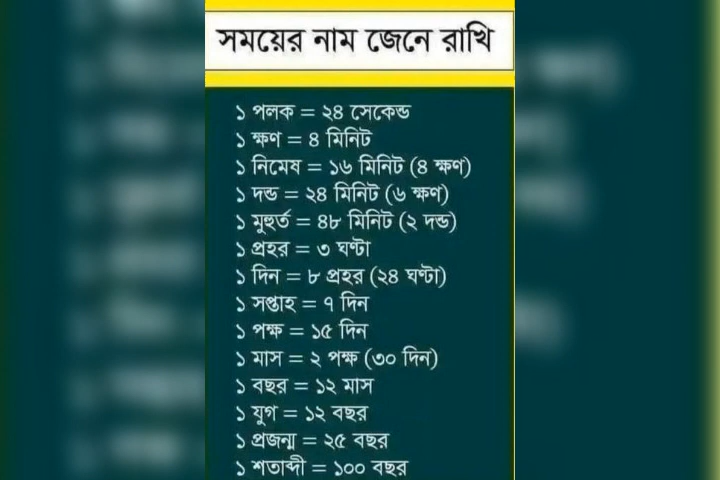 সময়ের নাম জেনে রাখি
১ পলক = ২৪ সেকেন্ড
১ ক্ষণ = ৪ মিনিট
১ নিমেষ = ১৬ মিনিট (৪ ক্ষণ)
১ দন্ড = ২৪ মিনিট (৬ ক্ষণ)
১ মুহুর্ত = ৪৮ মিনিট (২ দন্ড)
১ প্রহর = ৩ ঘণ্টা
১ দিন = ৮ প্রহর (২৪ ঘণ্টা)
১ সপ্তাহ = ৭ দিন
১ পক্ষ = ১৫ দিন
১ মাস = ২ পক্ষ (৩০ দিন)
১ বছর = ১২ মাস
১ যুগ = ১২ বছর
১ প্রজন্ম = ২৫ বছর
১ শতাব্দী = ১০০ বছর